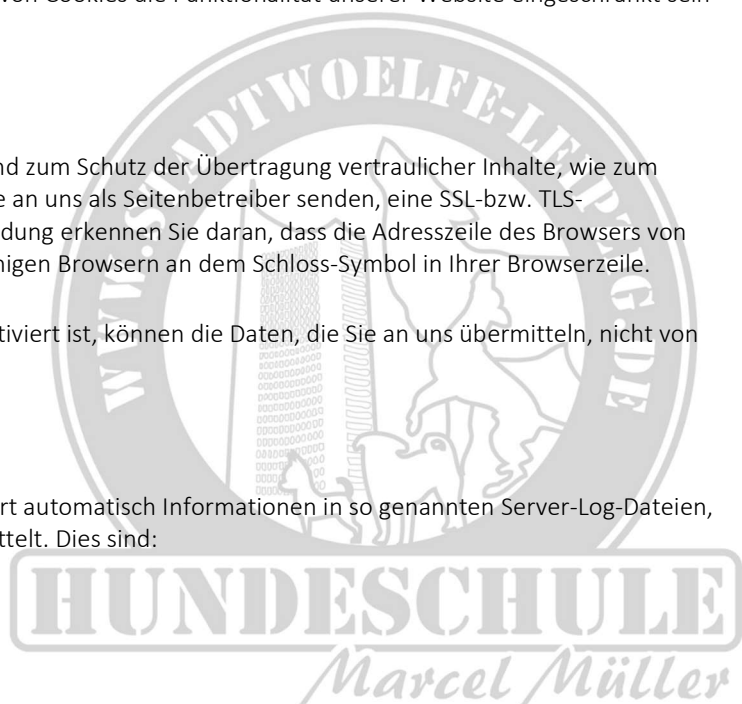 von Cookies die Funktionalität unserer Website eingeschränkt sein
nd zum Schutz der Übertragung vertraulicher Inhalte, wie zum
e an uns als Seitenbetreiber senden, eine SSL-bzw. TLS-
dung erkennen Sie daran, dass die Adresszeile des Browsers von
nigen Browsern an dem Schloss-Symbol in Ihrer Browserzeile.
tiviert ist, können die Daten, die Sie an uns übermitteln, nicht von
rt automatisch Informationen in so genannten Server-Log-Dateien,
ttelt. Dies sind:
WWW.STADTWOELFE-LEIPZIG.DE
HUNDESCHULE
Marcel Müller